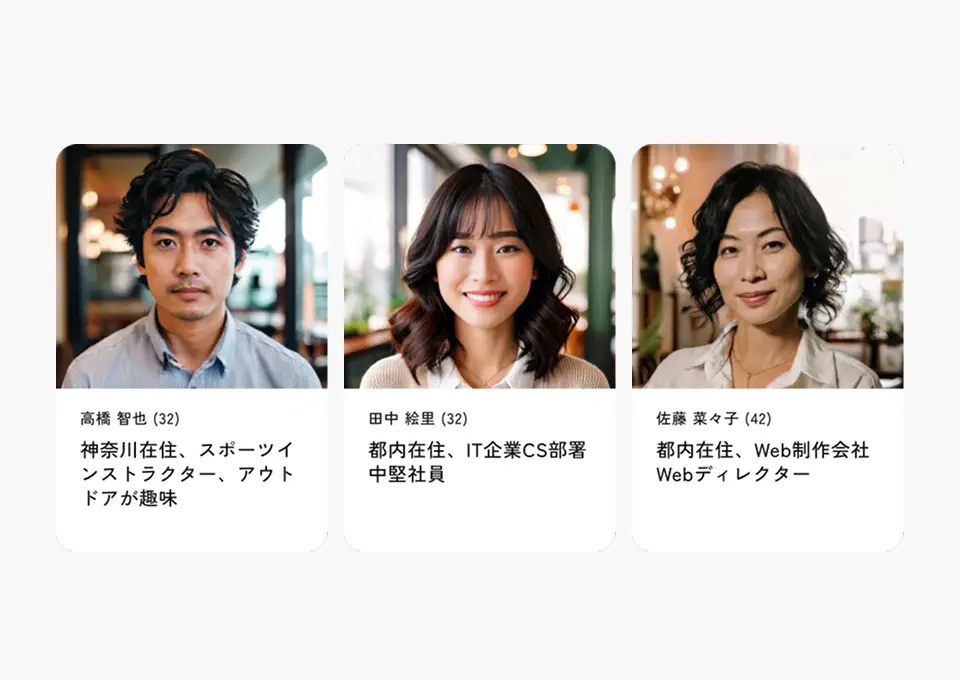 高橋 智也 (32)
神奈川在住、スポーツイ
ンストラクター、アウト
ドアが趣味
田中 絵里 (32)
都内在住、IT企業CS部署
中堅社員
佐藤 菜々子 (42)
都内在住、Web制作会社
Webディレクター